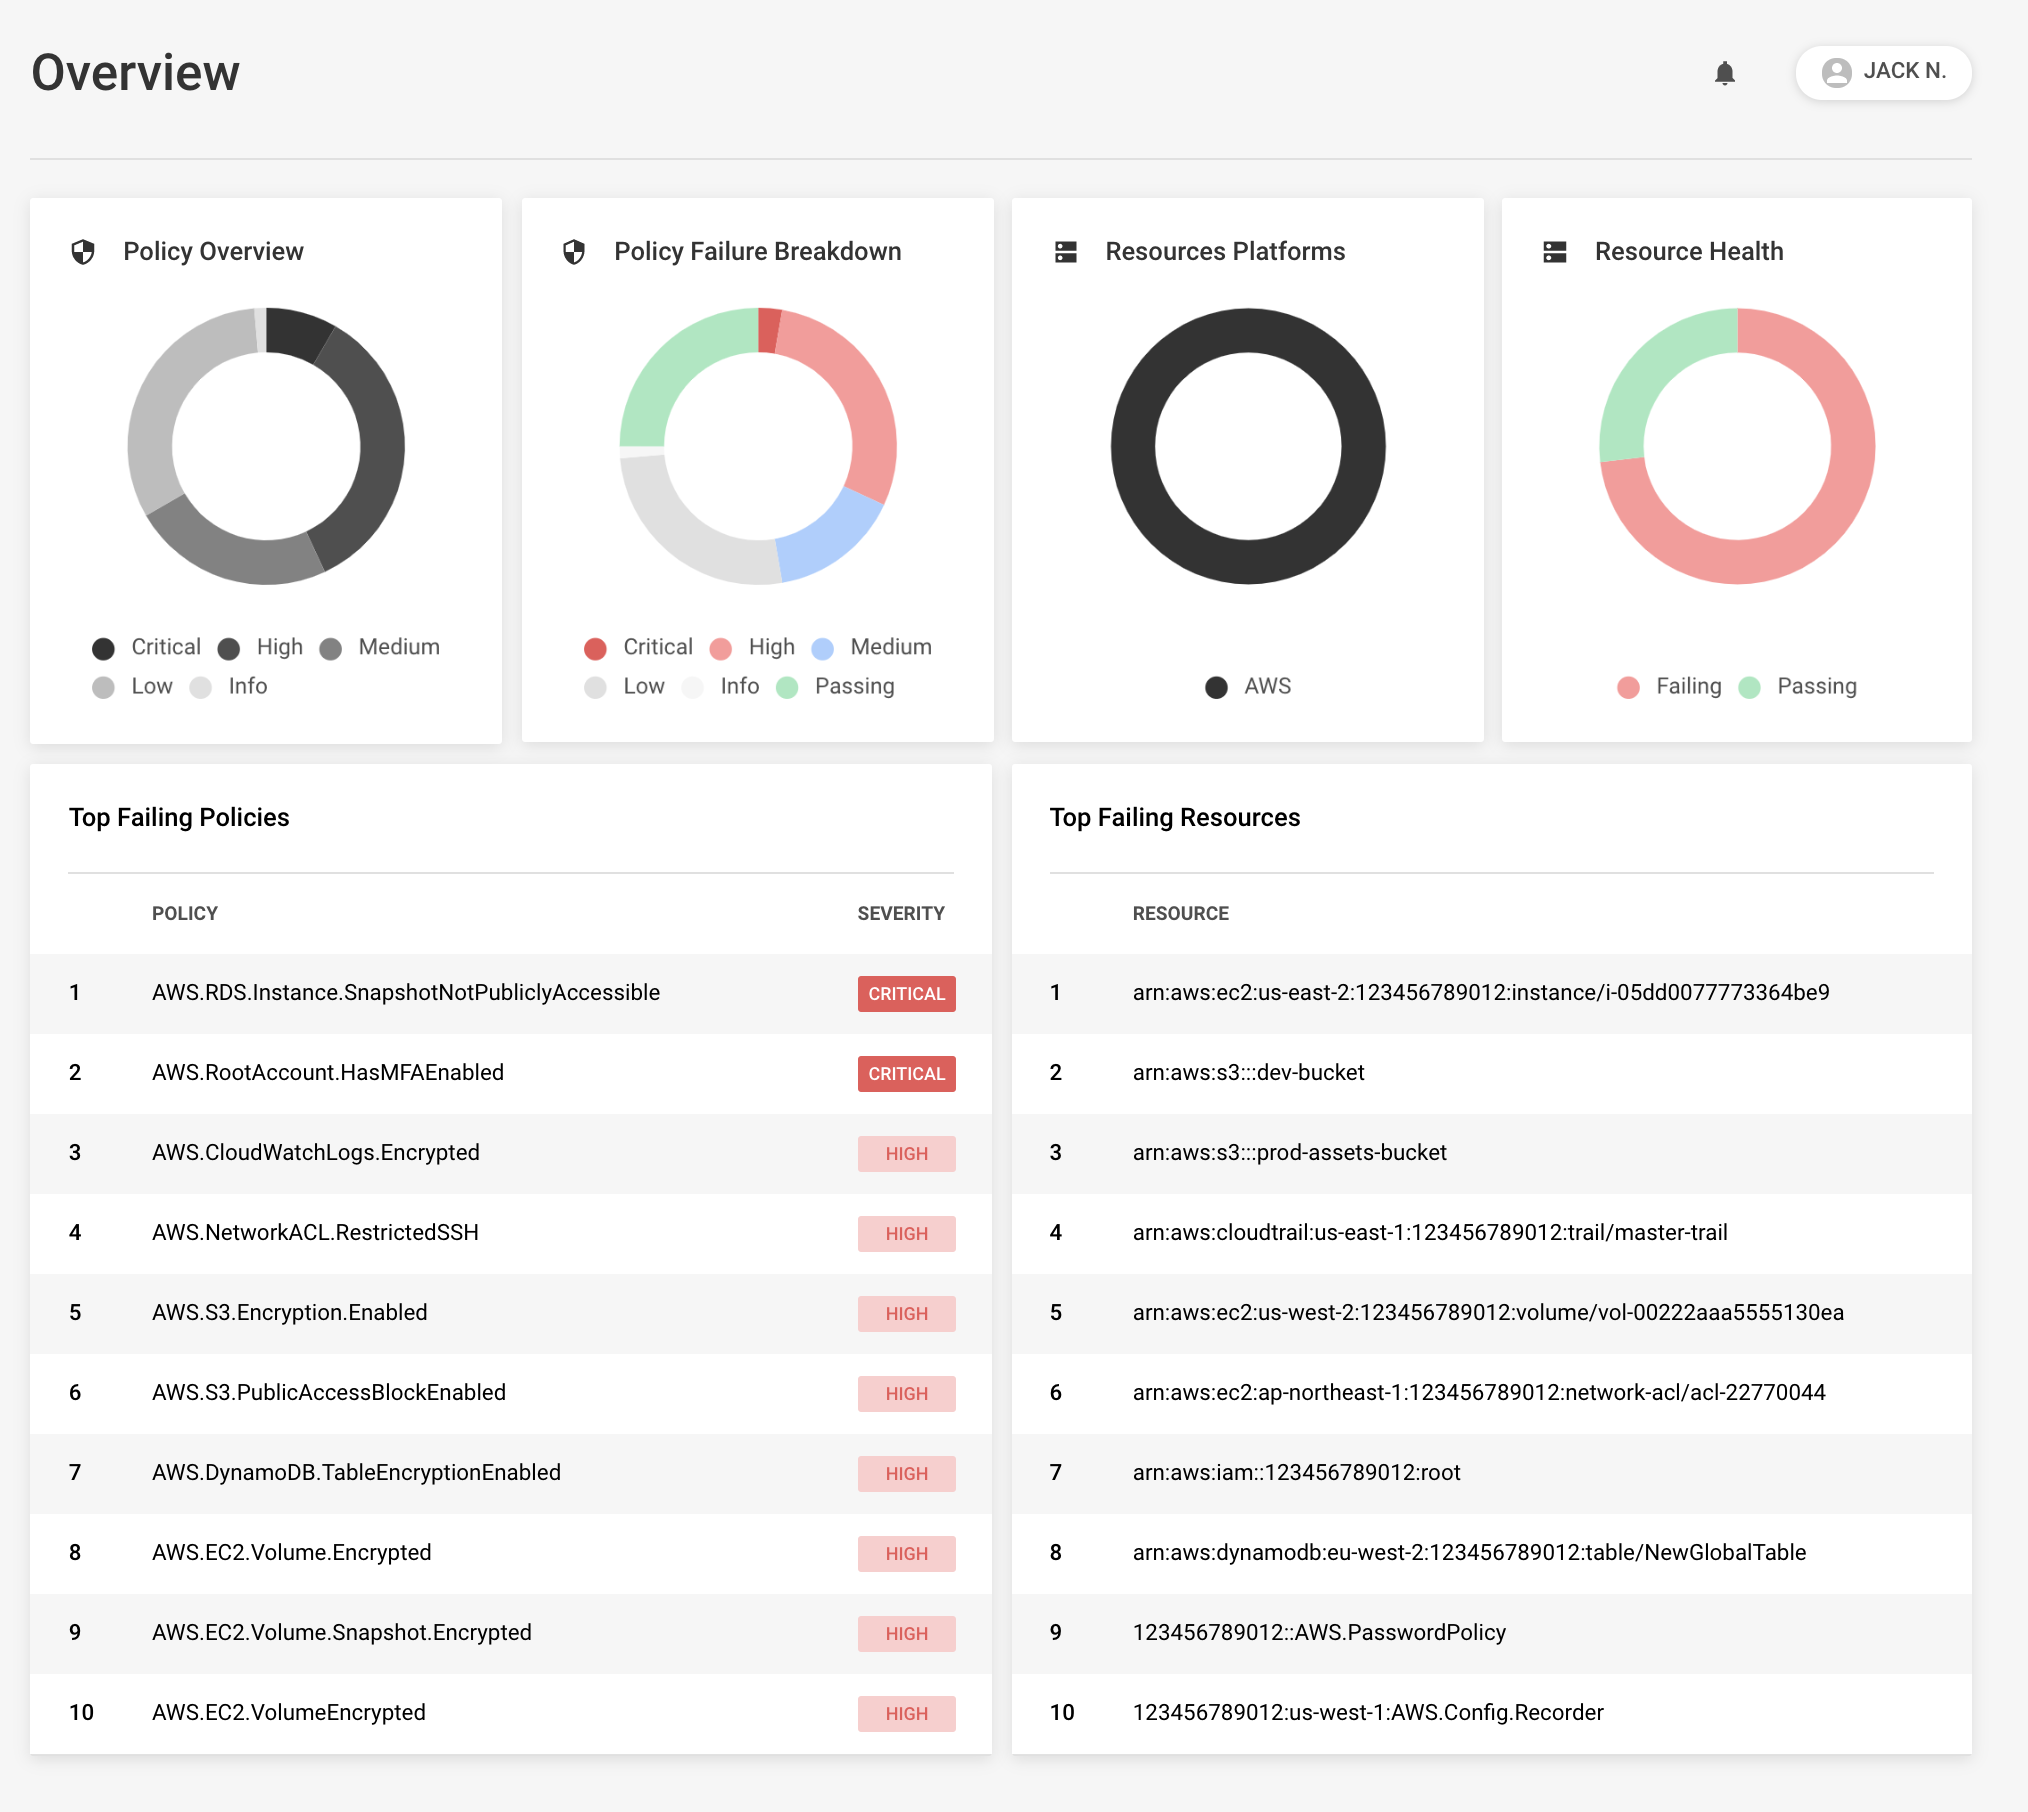 Overview
JACK N.
Policy Overview
Critical High Medium
Low Info
Policy Failure Breakdown
Critical High Medium
Low Info Passing
Resources Platforms
AWS
Resource Health
Failing Passing
Top Failing Policies
POLICY SEVERITY
1 AWS.RDS.Instance.SnapshotNotPubliclyAccessible CRITICAL
2 AWS.RootAccount.HasMFAEnabled CRITICAL
3 AWS.CloudWatchLogs.Encrypted HIGH
4 AWS.NetworkACL.RestrictedSSH HIGH
5 AWS.S3.Encryption.Enabled HIGH
6 AWS.S3.PublicAccessBlockEnabled HIGH
7 AWS.DynamoDB.TableEncryptionEnabled HIGH
8 AWS.EC2.Volume.Encrypted HIGH
9 AWS.EC2.Volume.Snapshot.Encrypted HIGH
10 AWS.EC2.VolumeEncrypted HIGH
Top Failing Resources
RESOURCE
1 arn:aws:ec2:us-east-2:123456789012:instance/i-05dd0077773364be9
2 arn:aws:s3:::dev-bucket
3 arn:aws:s3:::prod-assets-bucket
4 arn:aws:cloudtrail:us-east-1:123456789012:trail/master-trail
5 arn:aws:ec2:us-west-2:123456789012:volume/vol-00222aaa5555130ea
6 arn:aws:ec2:ap-northeast-1:123456789012:network-acl/acl-22770044
7 arn:aws:iam::123456789012:root
8 arn:aws:dynamodb:eu-west-2:123456789012:table/NewGlobalTable
9 123456789012::AWS.PasswordPolicy
10 123456789012:us-west-1:AWS.Config.Recorder